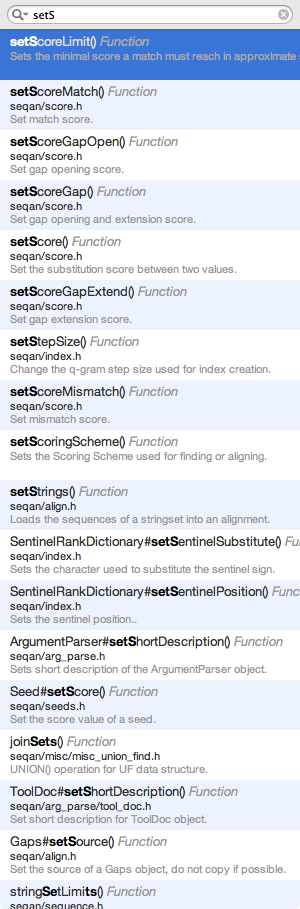 setS
setScoreLimit() Function
Sets the minimal score a match must reach in approximate
setScoreMatch() Function
seqan/score.h
Set match score.
setScoreGapOpen() Function
seqan/score.h
Set gap opening score.
setScoreGap() Function
seqan/score.h
Set gap opening and extension score.
setScore() Function
seqan/score.h
Set the substitution score between two values.
setScoreGapExtend() Function
seqan/score.h
Set gap extension score.
setStepSize() Function
seqan/index.h
Change the q-gram step size used for index creation.
setScoreMismatch() Function
seqan/score.h
Set mismatch score.
setScoringScheme() Function
Sets the Scoring Scheme used for finding or aligning.
setStrings() Function
seqan/align.h
Loads the sequences of a stringset into an alignment.
SentinelRankDictionary#setSentinelSubstitute() Fu
seqan/index.h
Sets the character used to substitute the sentinel sign.
SentinelRankDictionary#setSentinelPosition() Func
seqan/index.h
Sets the sentinel position..
ArgumentParser#setShortDescription() Function
seqan/arg_parse.h
Sets short description of the ArgumentParser object.
Seed#setScore() Function
seqan/seeds.h
Set the score value of a seed.
joinSets() Function
seqan/misc/misc_union_find.h
UNION() operation for UF data structure.
ToolDoc#setShortDescription() Function
seqan/arg_parse/tool_doc.h
Set short description for ToolDoc object.
Gaps#setSource() Function
seqan/align.h
Set the source of a Gaps object, do not copy if possible.
stringSetLimits() Function
seqan/sequence.h